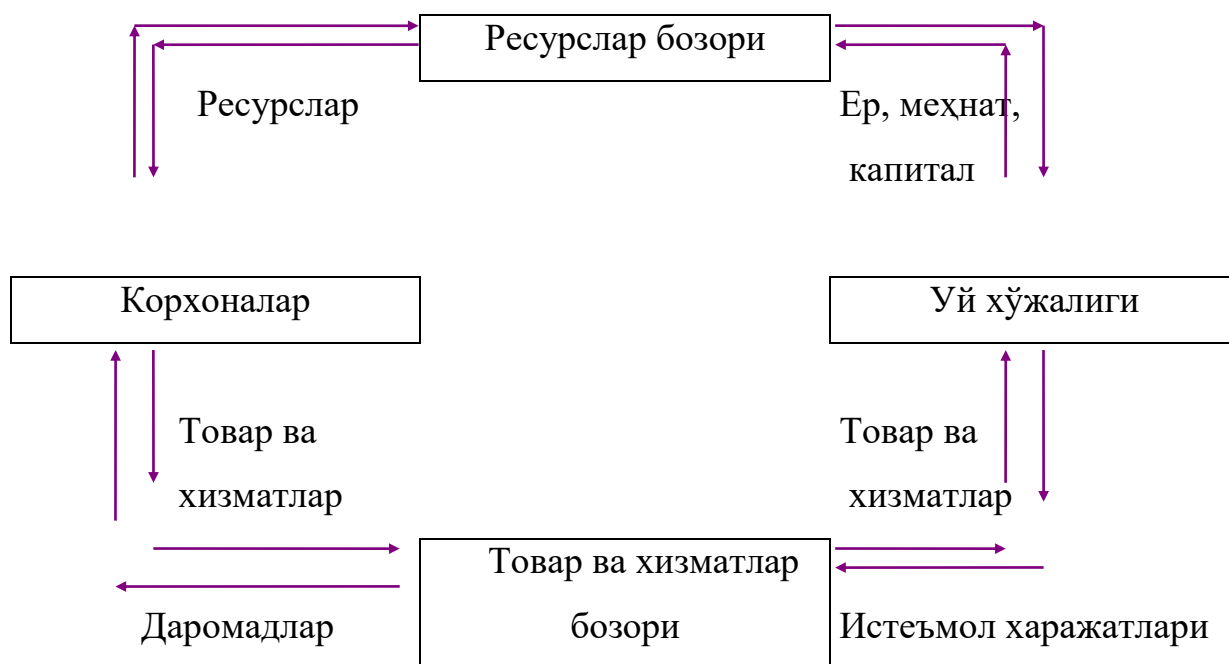 Ресурслар бозори
Ресурслар
Ер, меҳнат,
капитал
Корхоналар
Уй хўжалиги
Товар ва
хизматлар
Товар ва
хизматлар
Товар ва хизматлар
бозори
Даромадлар
Истеъмол харажатлари